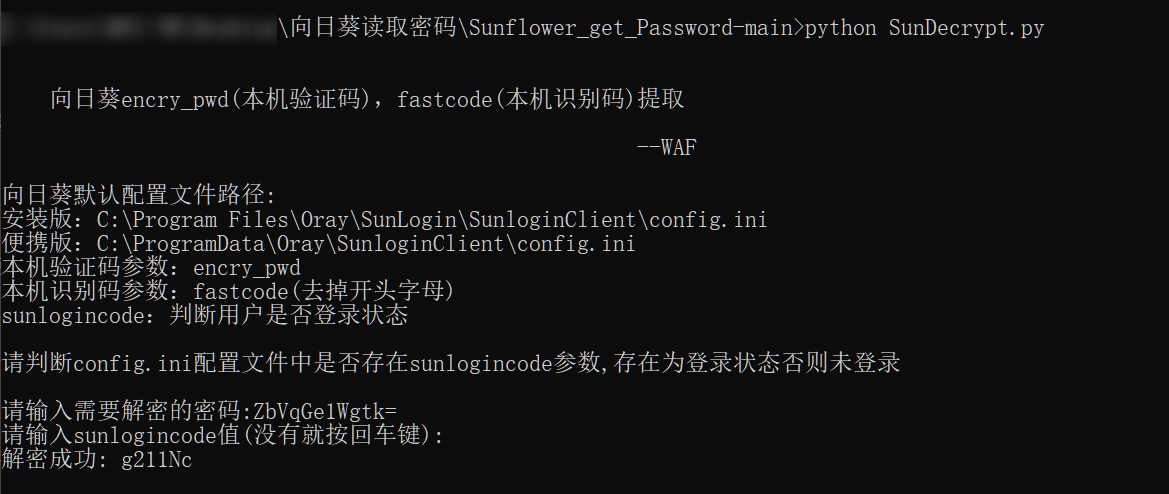 \向日葵读取密码\Sunflower_get_Password-main>python SunDecrypt.py
向日葵encry_pwd(本机验证码)，fastcode(本机识别码)提取
--WAF
向日葵默认配置文件路径:
安装版：C:\Program Files\Oray\SunLogin\SunloginClient\config.ini
便携版：C:\ProgramData\Oray\SunloginClient\config.ini
本机验证码参数：encry_pwd
本机识别码参数：fastcode(去掉开头字母)
sunlogincode：判断用户是否登录状态
请判断config.ini配置文件中是否存在sunlogincode参数,存在为登录状态否则未登录
请输入需要解密的密码:ZbVqGe1Wgtk=
请输入sunlogincode值(没有就按回车键):
解密成功: g211Nc